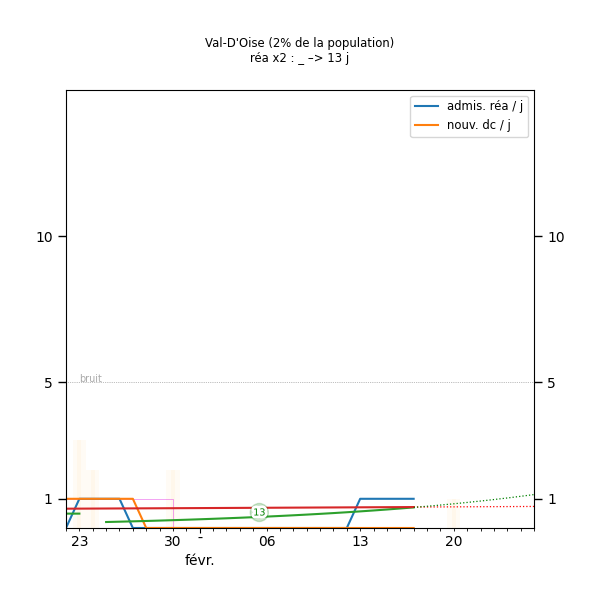 Val-D'Oise (2% de la population)
réa x2 : _ –> 13 j
admis. réa / j
nouv. dc / j
10 10
bruit
5 5
13
1 1
23 30 - 06 13 20
févr.